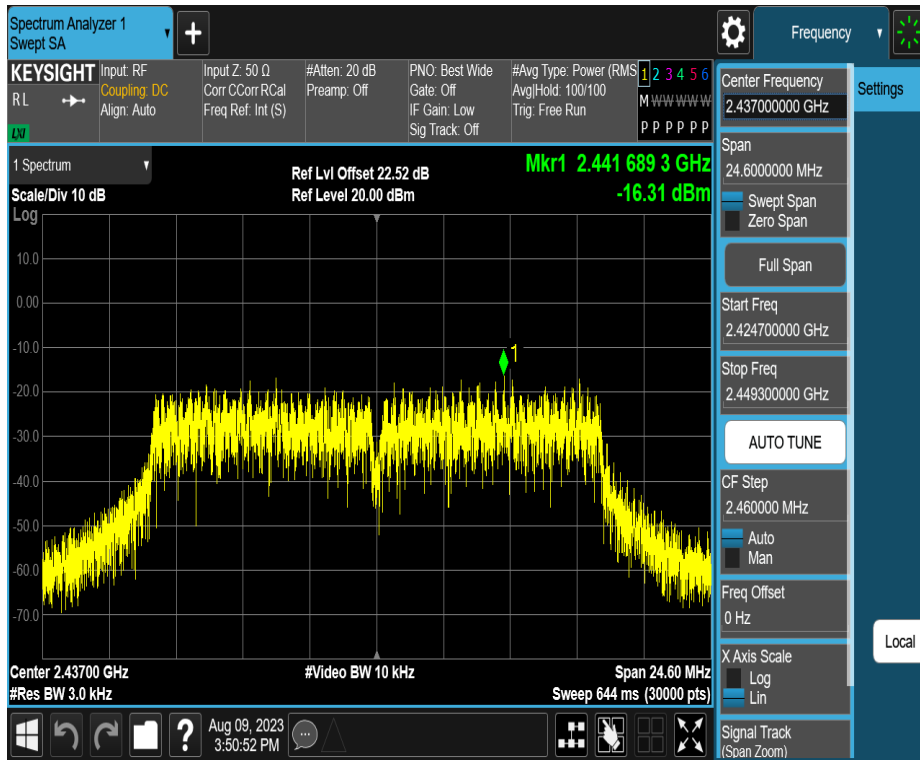 Spectrum Analyzer 1
Swept SA
+
Frequency
KEYSIGHT
R L
LXI
Input: RF
Coupling: DC
Align: Auto
Input Z: 50 Ω
Corr CCorr RCal
Freq Ref: Int (S)
#Atten: 20 dB
Preamp: Off
PNO: Best Wide
Gate: Off
IF Gain: Low
Sig Track: Off
#Avg Type: Power (RMS
Avg|Hold: 100/100
Trig: Free Run
1 2 3 4 5 6
M W W W W W
P P P P P P
1 Spectrum
Scale/Div 10 dB
Log
Ref Lvl Offset 22.52 dB
Ref Level 20.00 dBm
Mkr1 2.441 689 3 GHz
-16.31 dBm
10.0
0.00
-10.0
-20.0
-30.0
-40.0
-50.0
-60.0
-70.0
1
Center 2.43700 GHz
#Res BW 3.0 kHz
#Video BW 10 kHz
Span 24.60 MHz
Sweep 644 ms (30000 pts)
Center Frequency
2.437000000 GHz
Span
24.6000000 MHz
Swept Span
Zero Span
Full Span
Start Freq
2.424700000 GHz
Stop Freq
2.449300000 GHz
AUTO TUNE
CF Step
2.460000 MHz
Auto
Man
Freq Offset
0 Hz
X Axis Scale
Log
Lin
Signal Track
(Span Zoom)
Settings
Local
?
Aug 09, 2023
3:50:52 PM